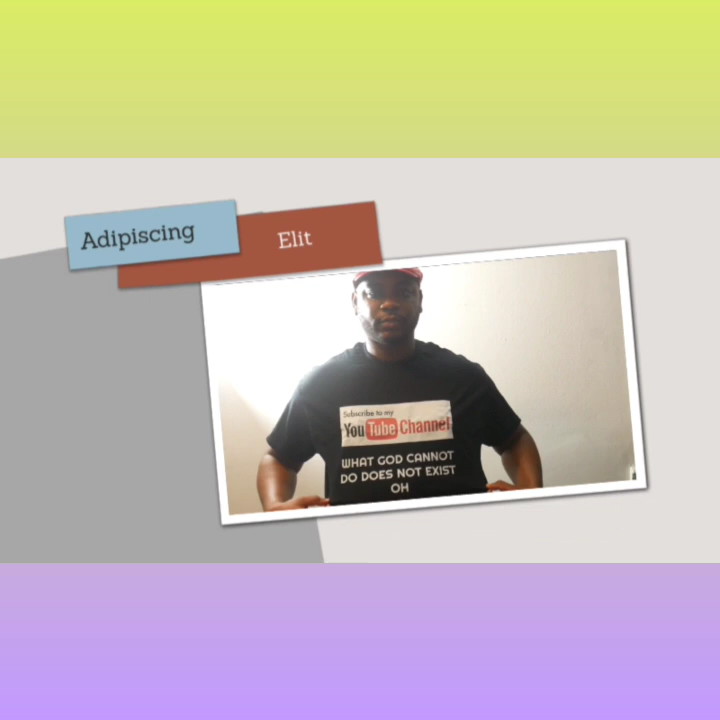 Adipiscing
Elit
Subscribe to my
YouTube Channel
WHAT GOD CANNOT
DO DOES NOT EXIST
OH